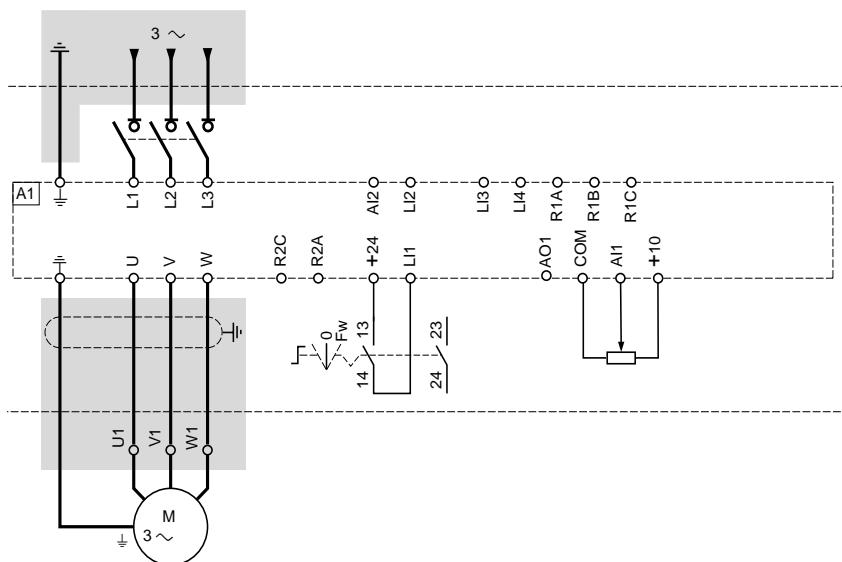 3 ~
A1
L1
L2
L3
AI2
LI2
LI3
LI4
R1A
R1B
R1C
U
V
W
R2C
R2A
+24
LI1
AO1
COM
AI1
+10
0
Fw
13
14
23
24
U1
V1
W1
M
3 ~